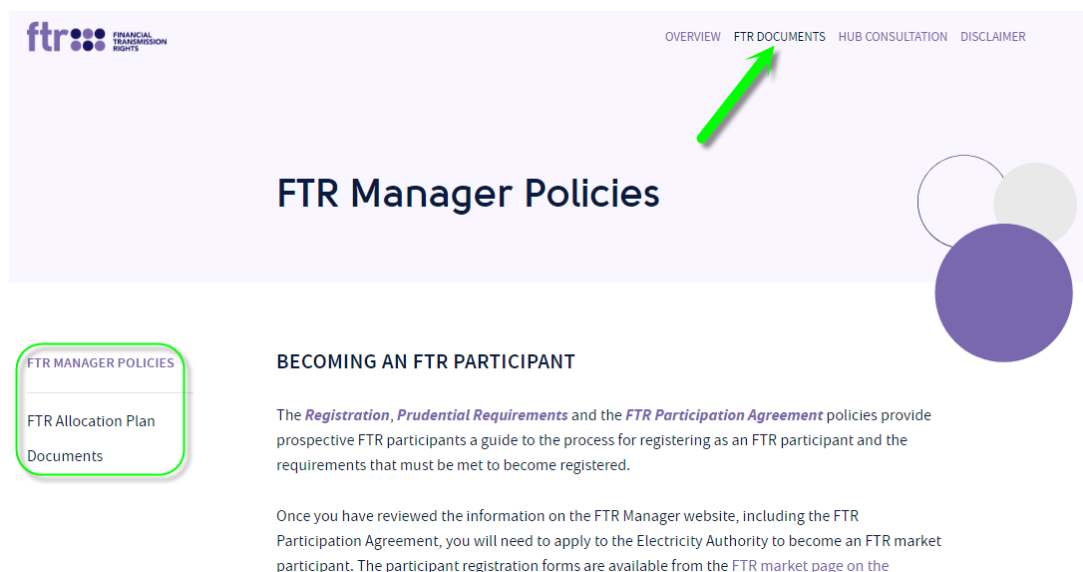 ftr FINANCIAL
TRANSMISSION
RIGHTS
OVERVIEW FTR DOCUMENTS HUB CONSULTATION DISCLAIMER
FTR Manager Policies
FTR MANAGER POLICIES
FTR Allocation Plan
Documents
BECOMING AN FTR PARTICIPANT
The Registration, Prudential Requirements and the FTR Participation Agreement policies provide
prospective FTR participants a guide to the process for registering as an FTR participant and the
requirements that must be met to become registered.
Once you have reviewed the information on the FTR Manager website, including the FTR
Participation Agreement, you will need to apply to the Electricity Authority to become an FTR market
participant. The participant registration forms are available from the FTR market page on the